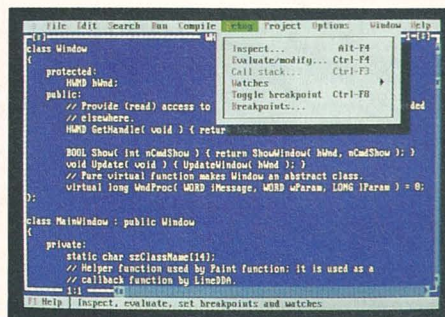 File Edit Search Run Compile Debug Project Options Window Help
Inspect... Alt-F4
Evaluate/modify... Ctrl-F4
Call stack... Ctrl-F3
Watches
Toggle breakpoint Ctrl-F8
Breakpoints...
class Window
{
protected:
HWND hWnd;
public:
// Provide (read) access to ded
// elsewhere.
HWND GetHandle( void ) { retur
BOOL Show( int nCmdShow ) { return ShowWindow( hWnd, nCmdShow ); }
void Update( void ) { UpdateWindow( hWnd ); }
// Pure virtual function makes Window an abstract class.
virtual long WndProc( WORD iMessage, WORD wParam, LONG lParam ) = 0;
};
class MainWindow : public Window
{
private:
static char szClassName[14];
// Helper function used by Paint function; it is used as a
// callback function by LineDDA.
1:1
F1 Help | Inspect, evaluate, set breakpoints and watches